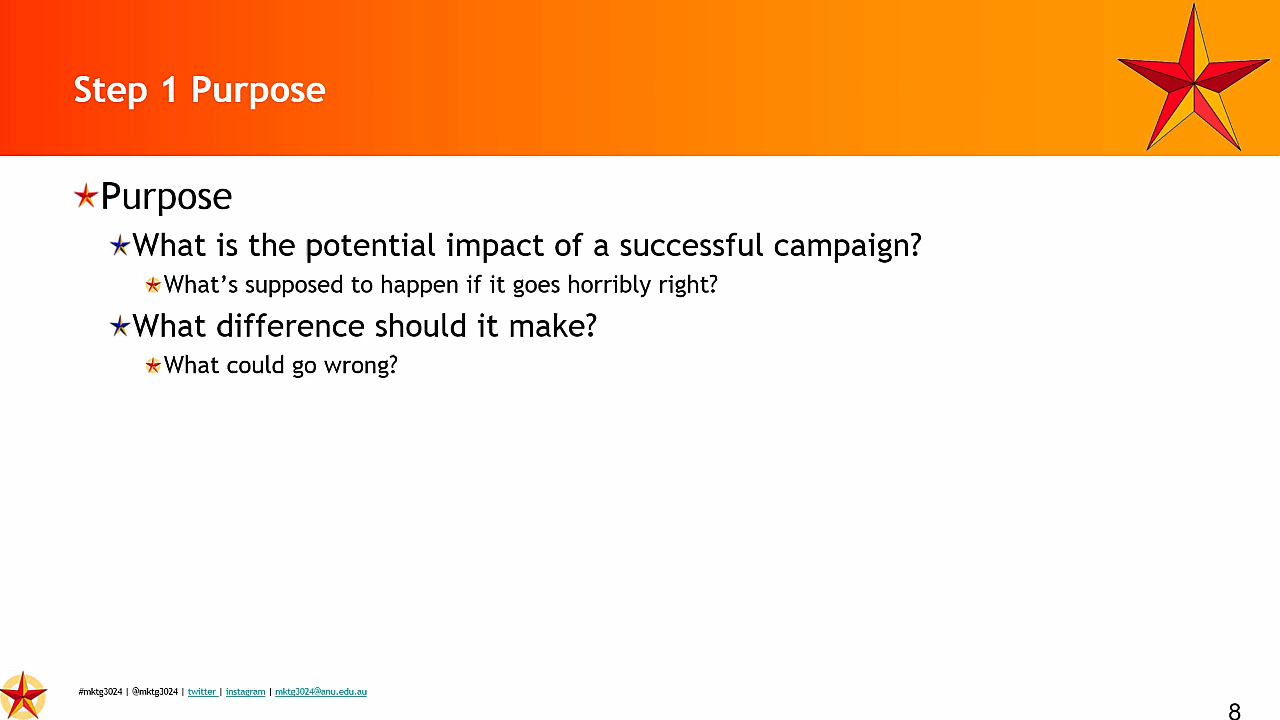 Step 1 Purpose
Purpose
What is the potential impact of a successful campaign?
What’s supposed to happen if it goes horribly right?
What difference should it make?
What could go wrong?
#mktg3024 | @mktg3024 | twitter | instagram | mktg3024@anu.edu.au
8